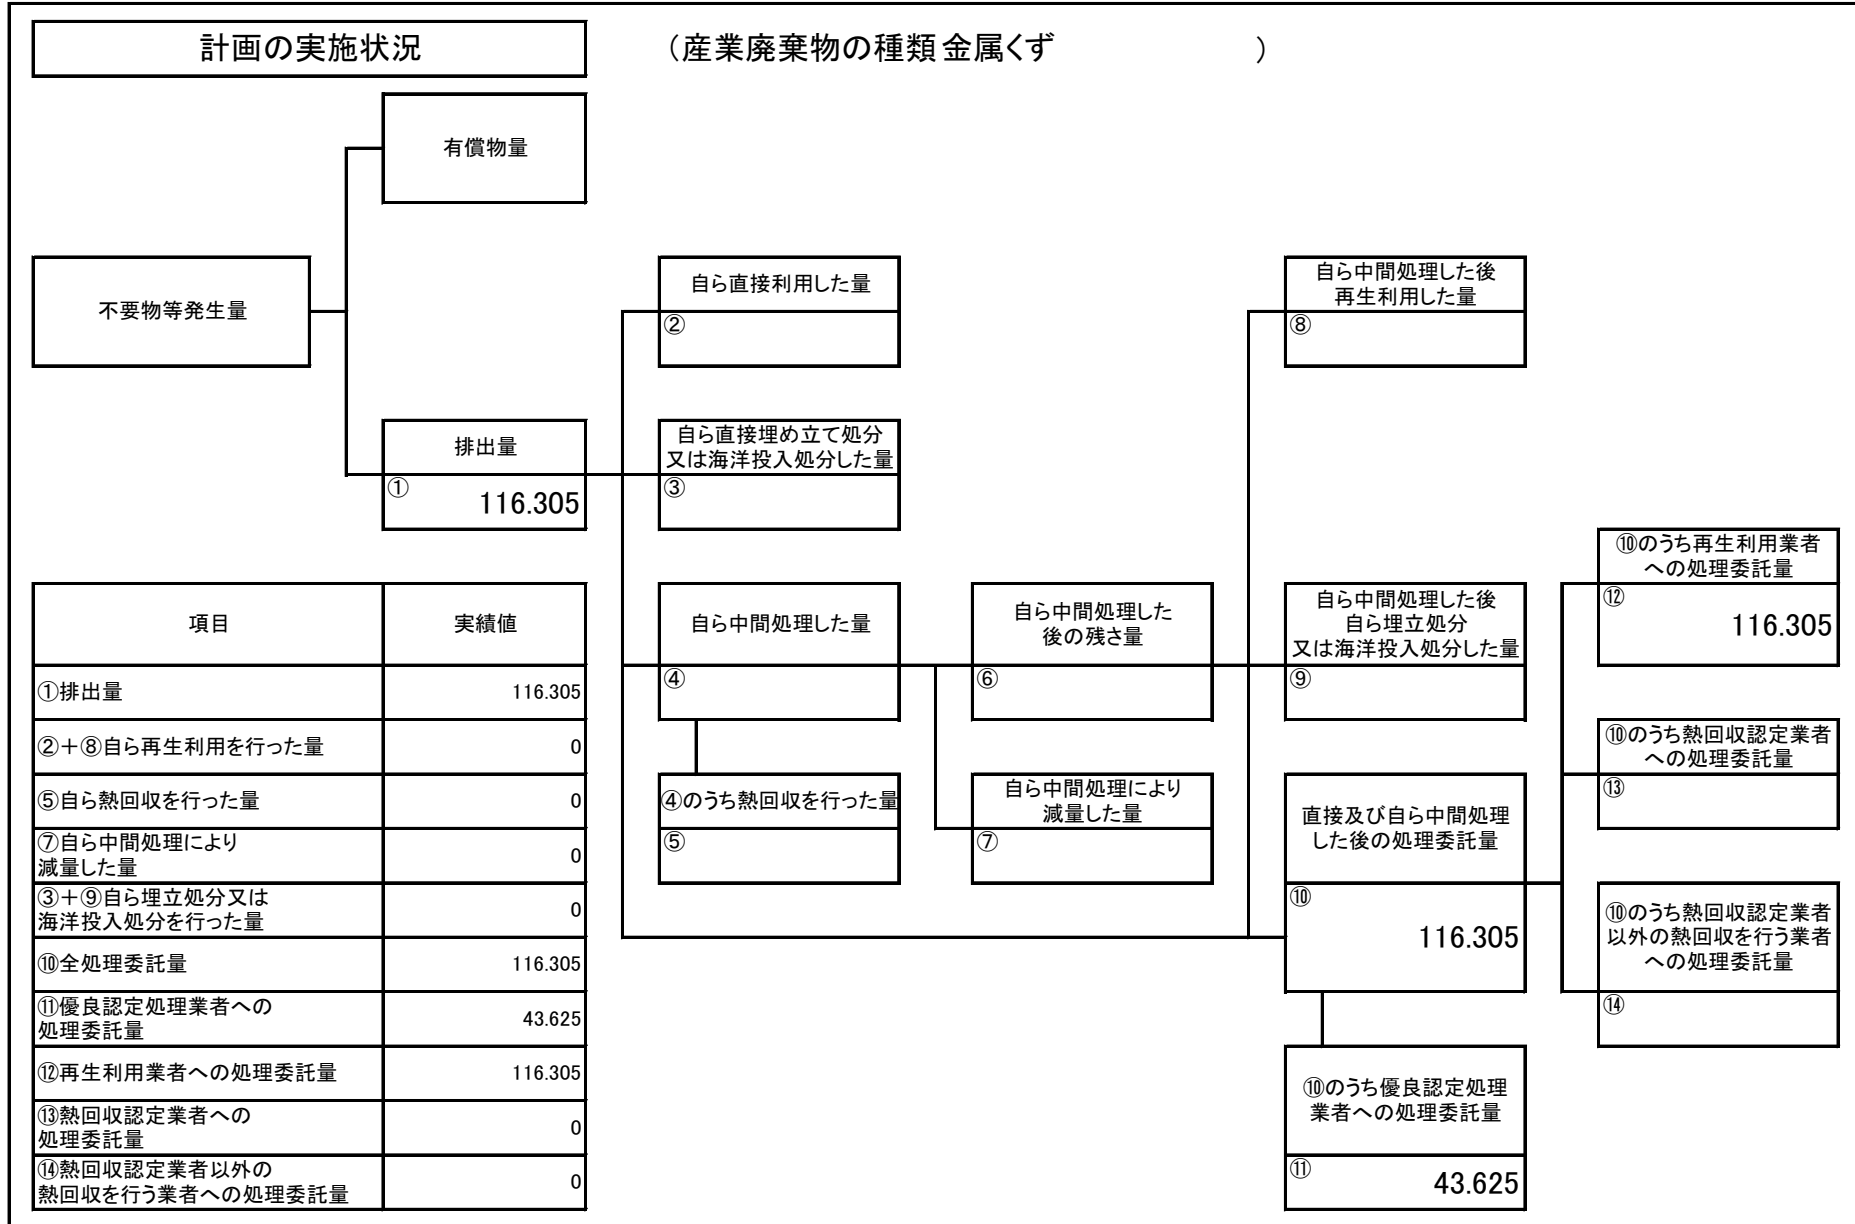 計画の実施状況
（産業廃棄物の種類 金属くず ）
有償物量
不要物等発生量
自ら直接利用した量
②
自ら中間処理した後
再生利用した量
⑧
排出量
① 116.305
自ら直接埋め立て処分
又は海洋投入処分した量
③
⑩のうち再生利用業者
への処理委託量
⑫
116.305
自ら中間処理した量
④
自ら中間処理した
後の残さ量
⑥
自ら中間処理した後
自ら埋立処分
又は海洋投入処分した量
⑨
④のうち熱回収を行った量
⑤
自ら中間処理により
減量した量
⑦
直接及び自ら中間処理
した後の処理委託量
⑩
116.305
⑩のうち熱回収認定業者
への処理委託量
⑬
⑩のうち熱回収認定業者
以外の熱回収を行う業者
への処理委託量
⑭
⑩のうち優良認定処理
業者への処理委託量
⑪ 43.625
項目 実績値
①排出量 116.305
②＋⑧自ら再生利用を行った量 0
⑤自ら熱回収を行った量 0
⑦自ら中間処理により
減量した量 0
③＋⑨自ら埋立処分又は
海洋投入処分を行った量 0
⑩全処理委託量 116.305
⑪優良認定処理業者への
処理委託量 43.625
⑫再生利用業者への処理委託量 116.305
⑬熱回収認定業者への
処理委託量 0
⑭熱回収認定業者以外の
熱回収を行う業者への処理委託量 0